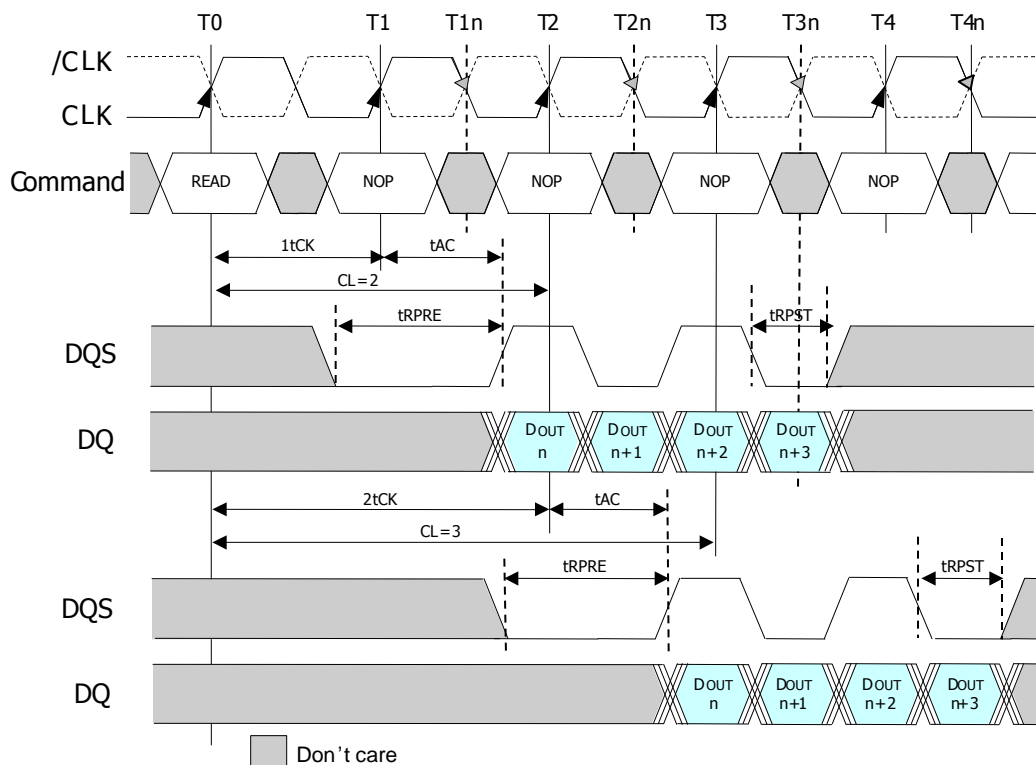 T0 T1 T1n T2 T2n T3 T3n T4 T4n
/CLK
CLK
Command READ NOP NOP NOP NOP
1tCK tAC
CL=2
tRPRE tRPST
DQS
DQ DOUT n DOUT n+1 DOUT n+2 DOUT n+3
2tCK tAC
CL=3
tRPRE tRPST
DQS
DQ DOUT n DOUT n+1 DOUT n+2 DOUT n+3
Don't care